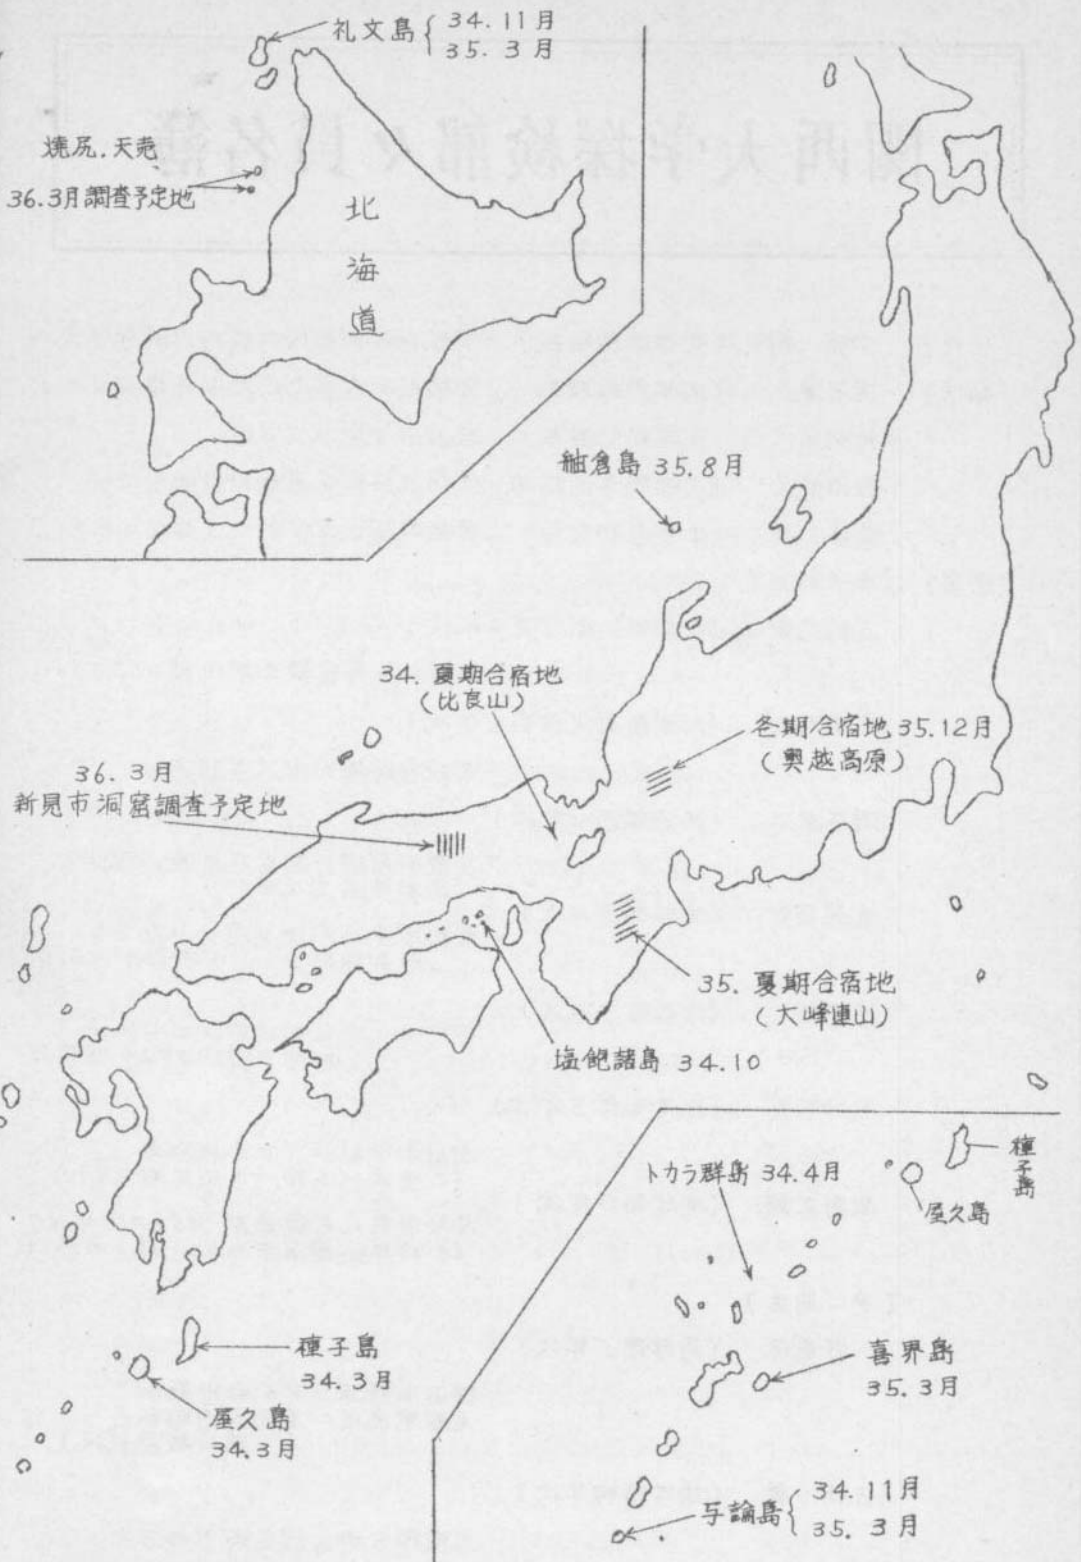 礼文島
34.11月
35.3月
焼尻.天売
36.3月調査予定地
北
海
道
舳倉島 35.8月
34.夏期合宿地
(比良山)
冬期合宿地35.12月
(奥越高原)
36.3月
新見市洞窟調査予定地
35.夏期合宿地
(大峰連山)
塩飽諸島 34.10
種子島
屋久島
トカラ群島 34.4月
種子島
34.3月
屋久島
34.3月
喜界島
35.3月
与論島
34.11月
35.3月